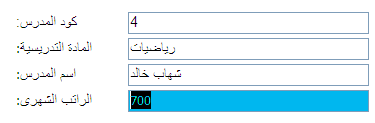 كود المدرس: 4
المادة التدريسية: رياضيات
اسم المدرس: شهاب خالد
الراتب الشهرى: 700